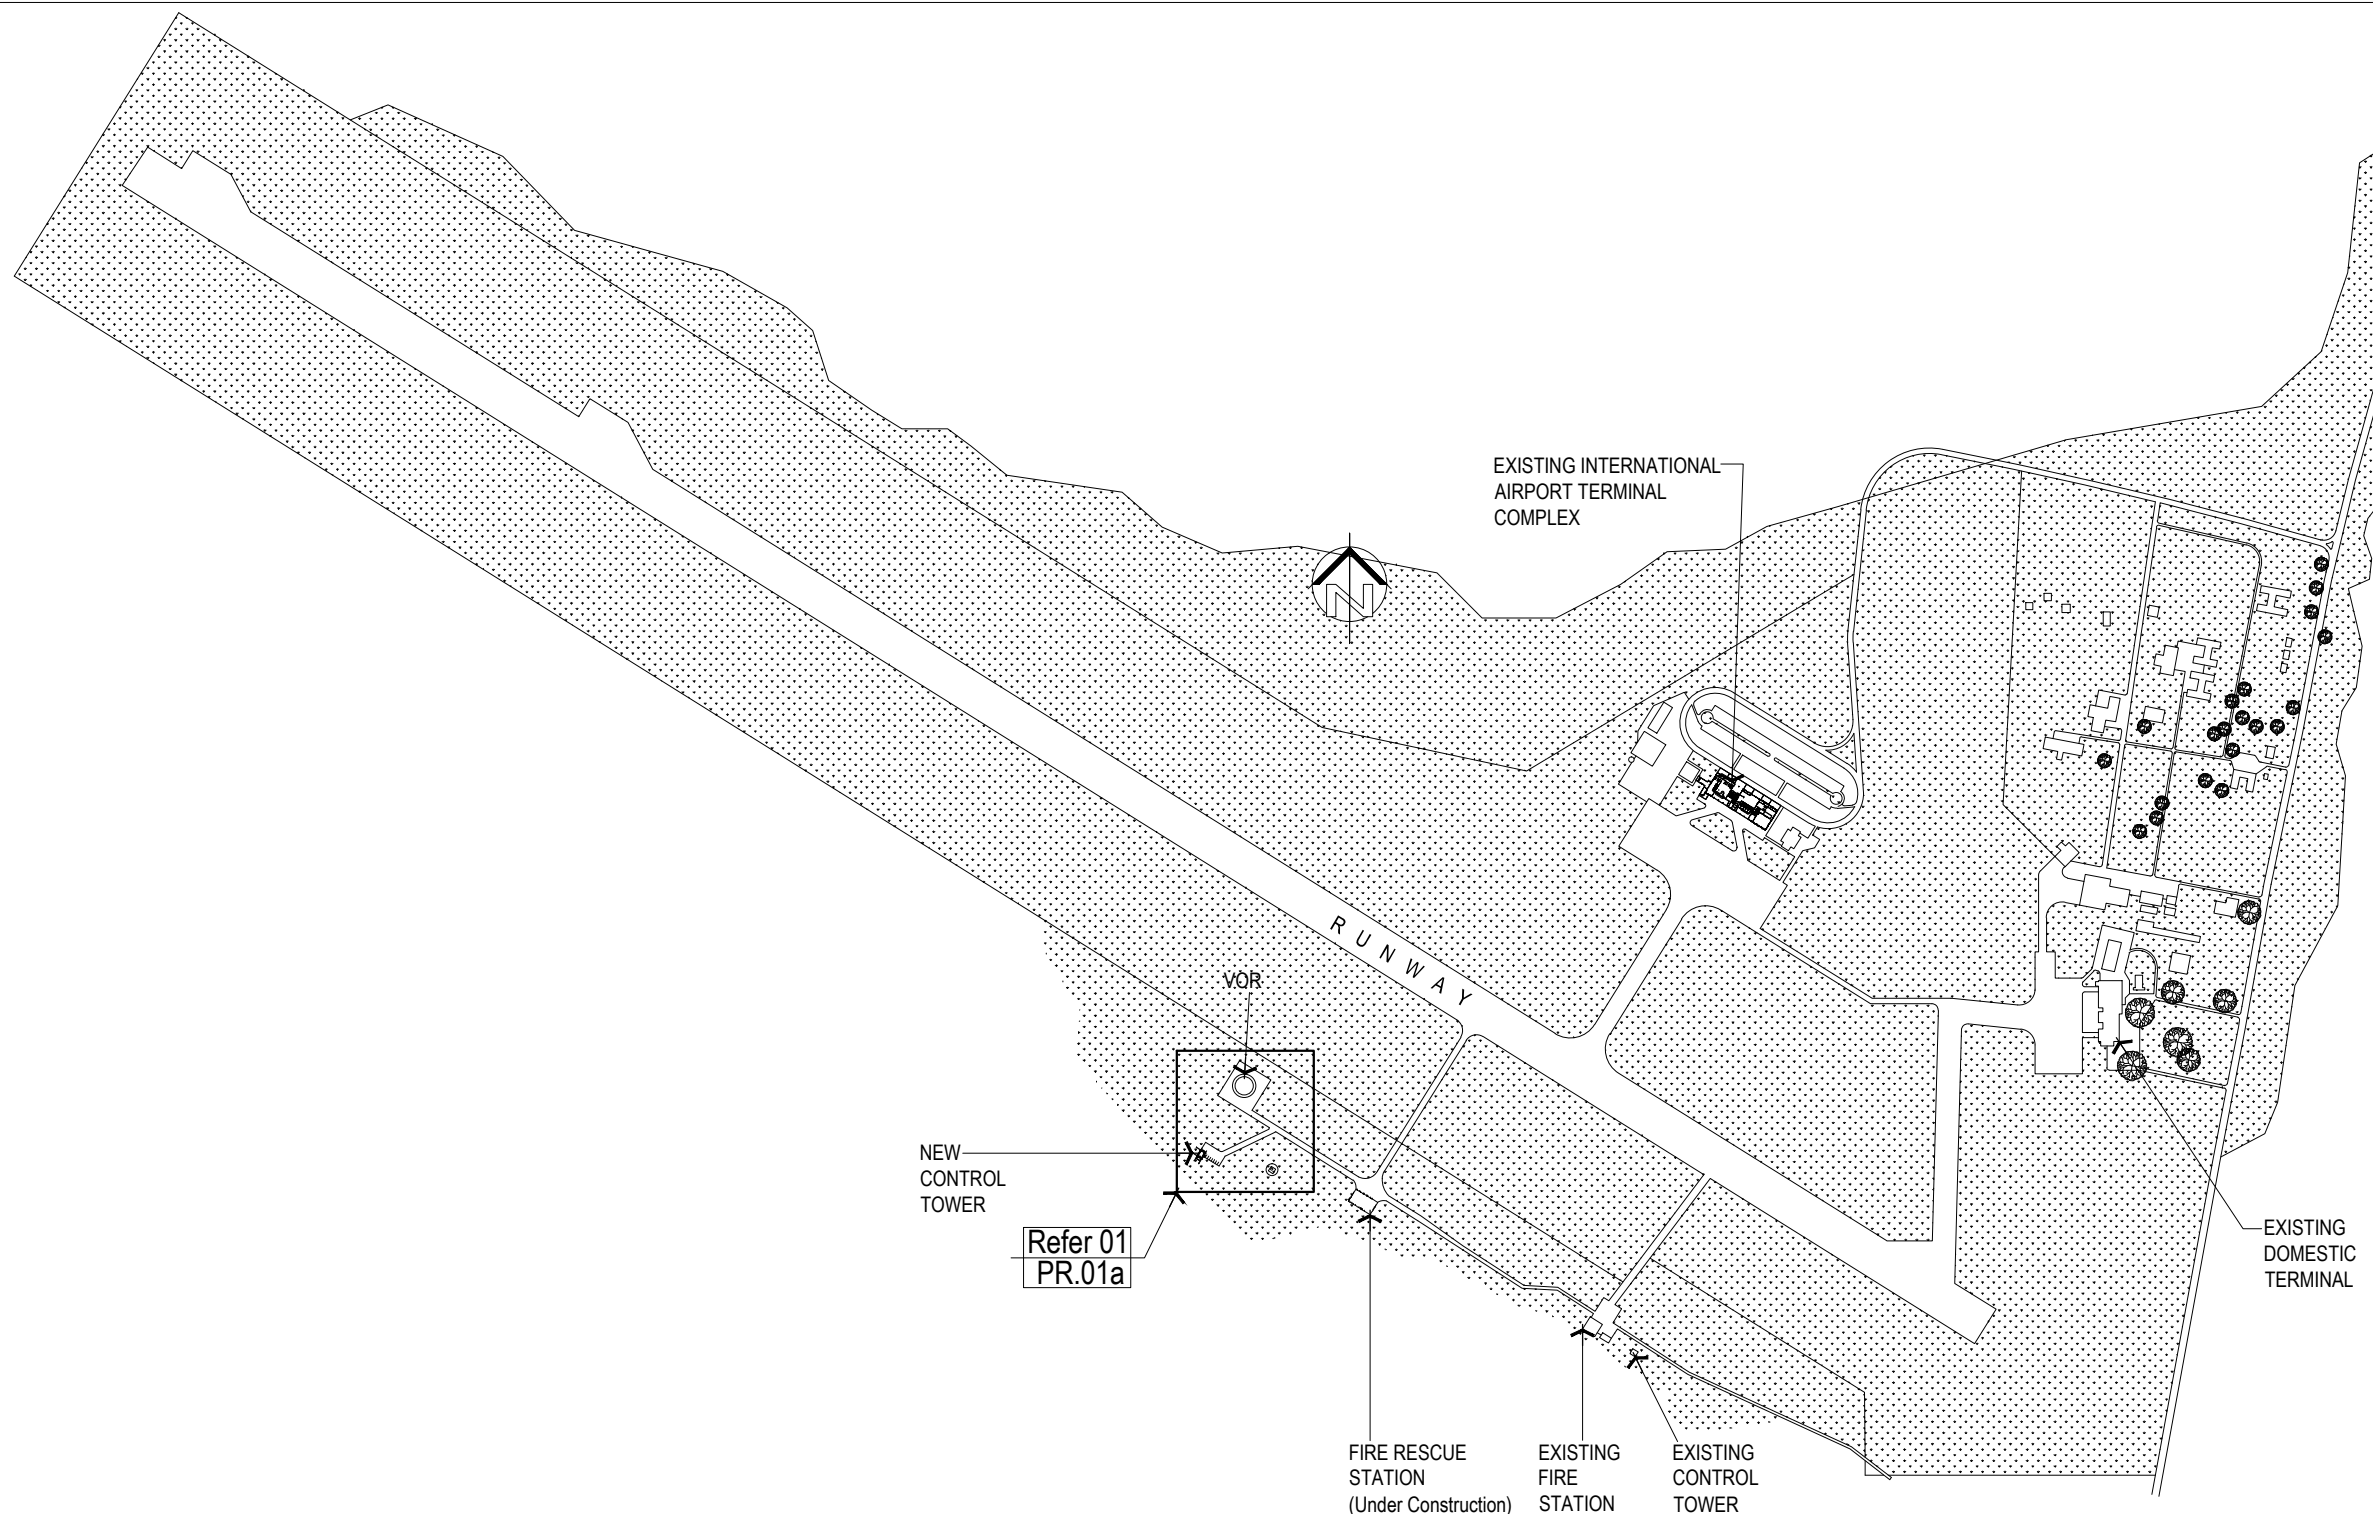 EXISTING INTERNATIONAL
AIRPORT TERMINAL
COMPLEX
N
RUNWAY
VOR
NEW
CONTROL
TOWER
Refer 01
PR.01a
EXISTING
DOMESTIC
TERMINAL
FIRE RESCUE
STATION
(Under Construction)
EXISTING
FIRE
STATION
EXISTING
CONTROL
TOWER